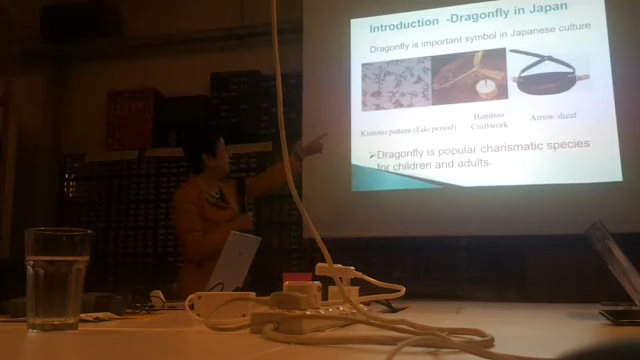 Introduction -Dragonfly in Japan
Dragonfly is important symbol in Japanese culture
Kimono pattern (Edo period)
Bamboo
Craftwork
Arrow sheaf
➢Dragonfly is popular charismatic species
for children and adults.